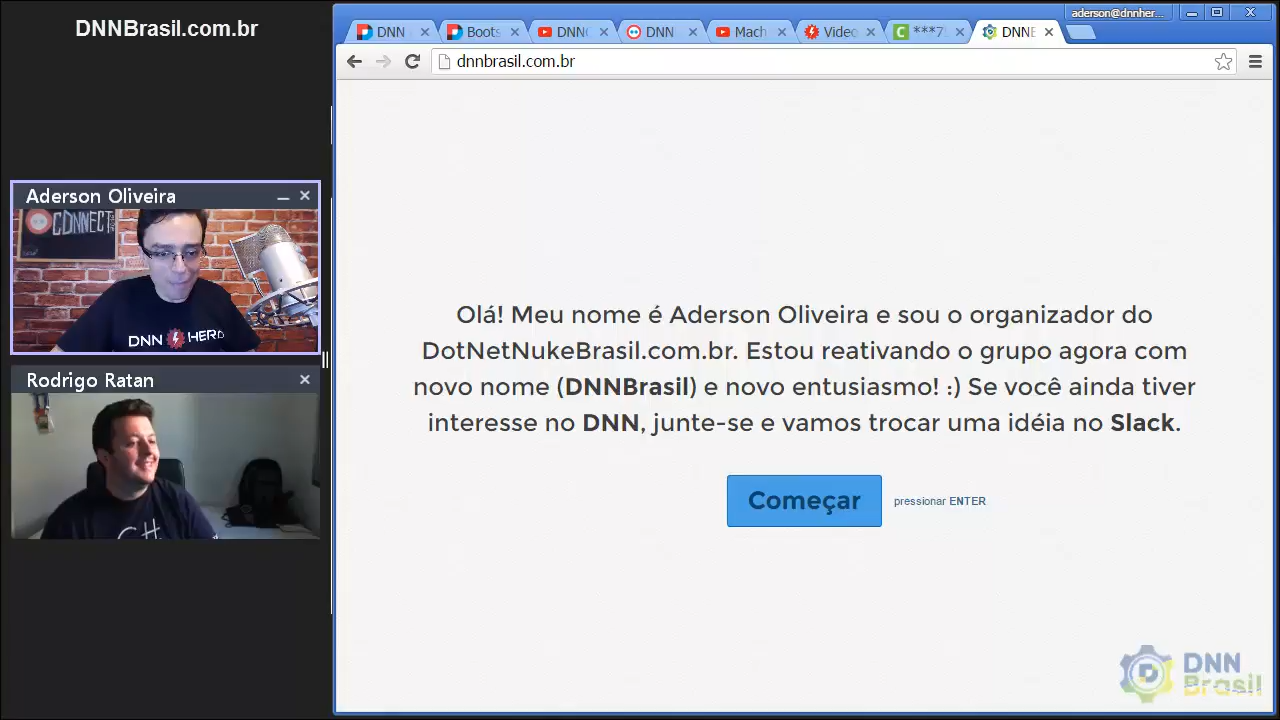 DNNBrasil.com.br
aderson@dnnher...
DNN
Boots
DNN
Mach
Video
***7
DNNB
dnnbrasil.com.br
Aderson Oliveira
CONNECT
DNN HERO
Rodrigo Ratan
C#
Olá! Meu nome é Aderson Oliveira e sou o organizador do
DotNetNukeBrasil.com.br. Estou reativando o grupo agora com
novo nome (DNNBrasil) e novo entusiasmo! :) Se você ainda tiver
interesse no DNN, junte-se e vamos trocar uma idéia no Slack.
Começar
pressionar ENTER
DNN
Brasil